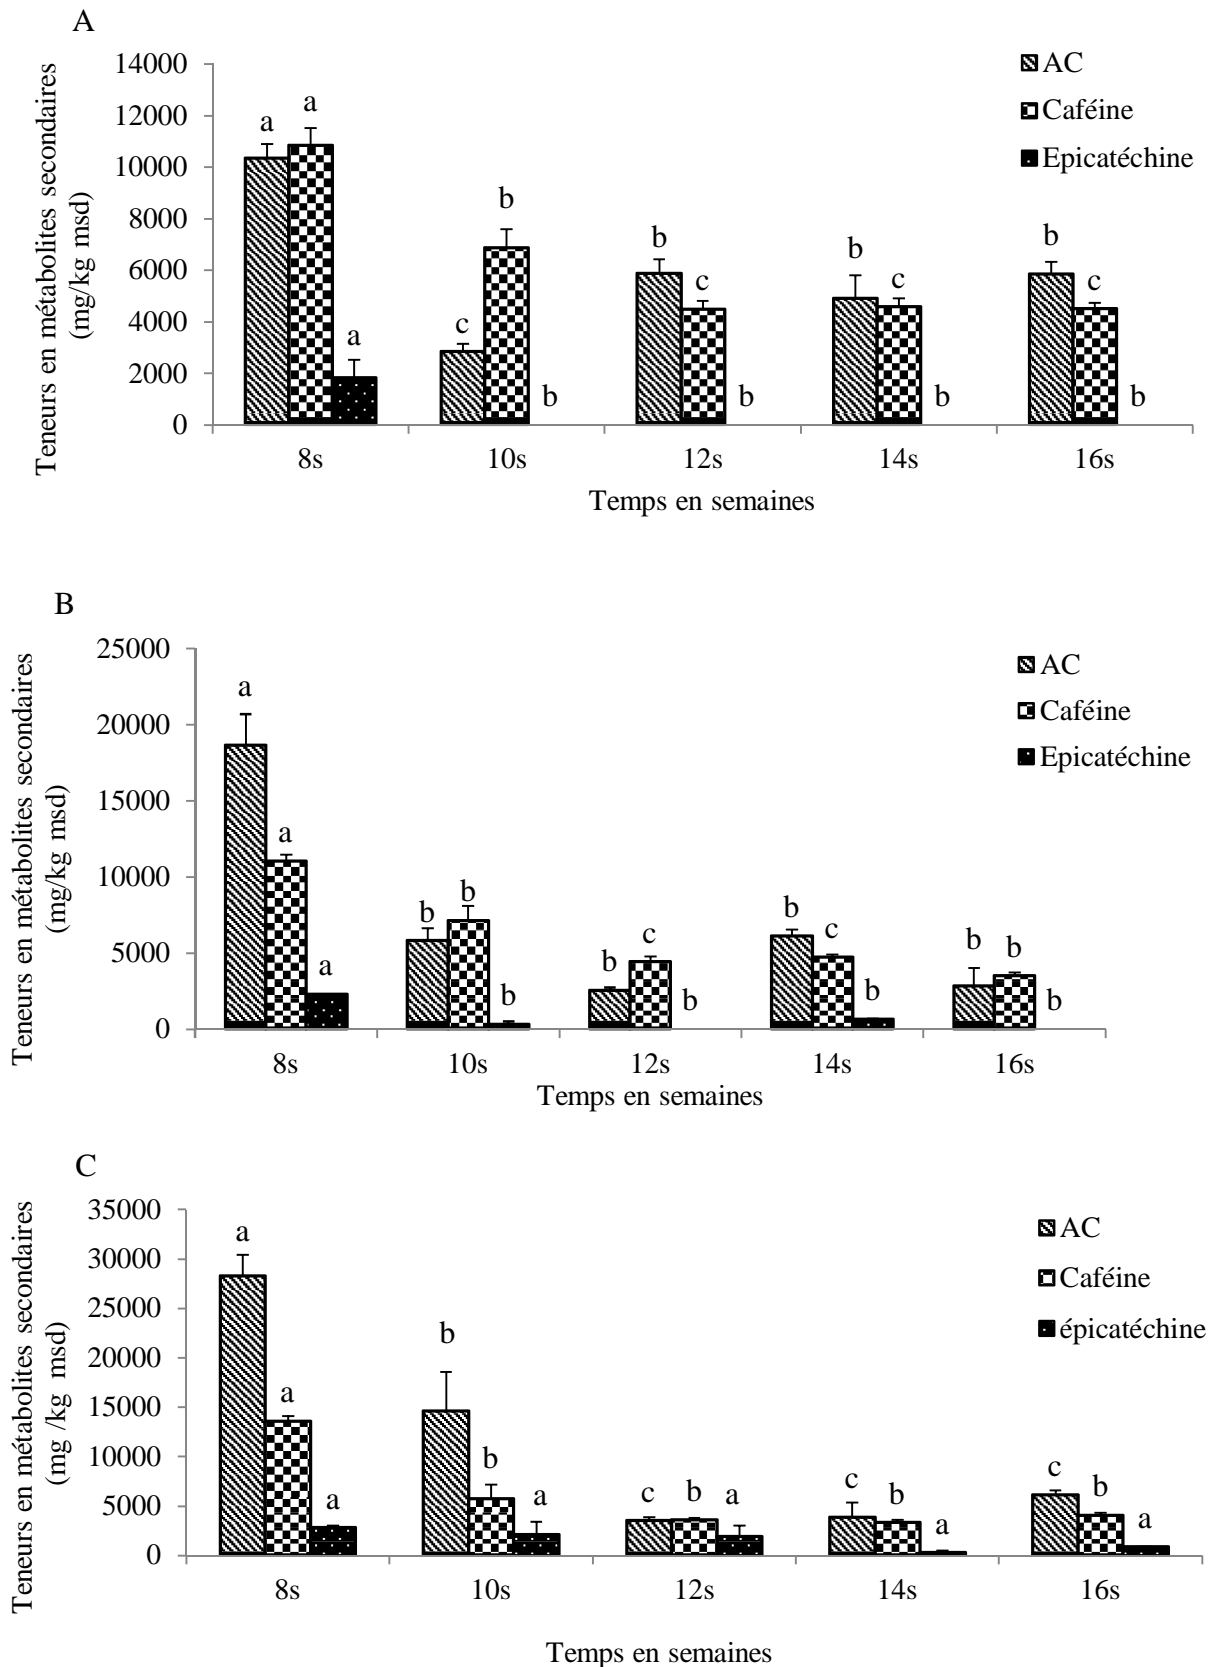 A
Teneurs en métabolites secondaires
(mg/kg msd)
14000
12000
10000
8000
6000
4000
2000
0
AC
Caféine
Epicatéchine
a a a
c b b
b c b
b c b
b c b
8s 10s 12s 14s 16s
Temps en semaines
B
Teneurs en métabolites secondaires
(mg/kg msd)
25000
20000
15000
10000
5000
0
AC
Caféine
Epicatéchine
a a a
b b b
b c b
b c b
b b b
8s 10s 12s 14s 16s
Temps en semaines
C
Teneurs en métabolites secondaires
(mg /kg msd)
35000
30000
25000
20000
15000
10000
5000
0
AC
Caféine
épicatéchine
a a a
b b a
c b a
c b a
c b a
8s 10s 12s 14s 16s
Temps en semaines